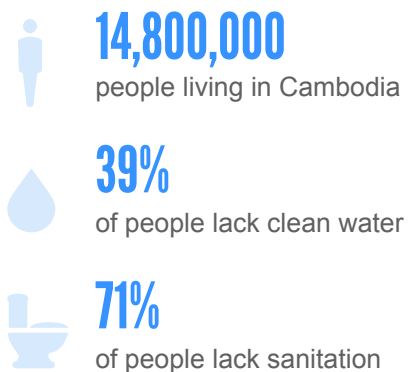 14,800,000
people living in Cambodia
39%
of people lack clean water
71%
of people lack sanitation